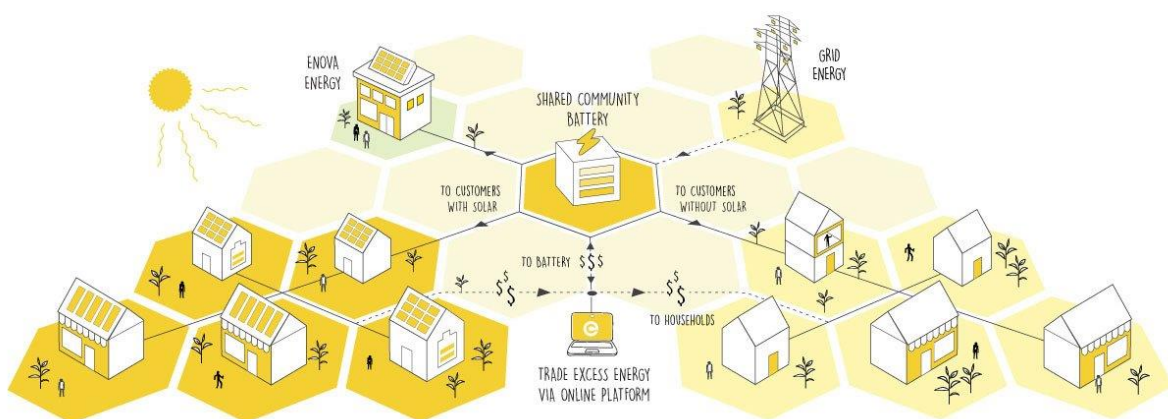 ENOVA
ENERGY
GRID
ENERGY
SHARED COMMUNITY
BATTERY
TO CUSTOMERS
WITH SOLAR
TO CUSTOMERS
WITHOUT SOLAR
TO BATTERY $$$
$$
$$
TO HOUSEHOLDS
e
TRADE EXCESS ENERGY
VIA ONLINE PLATFORM